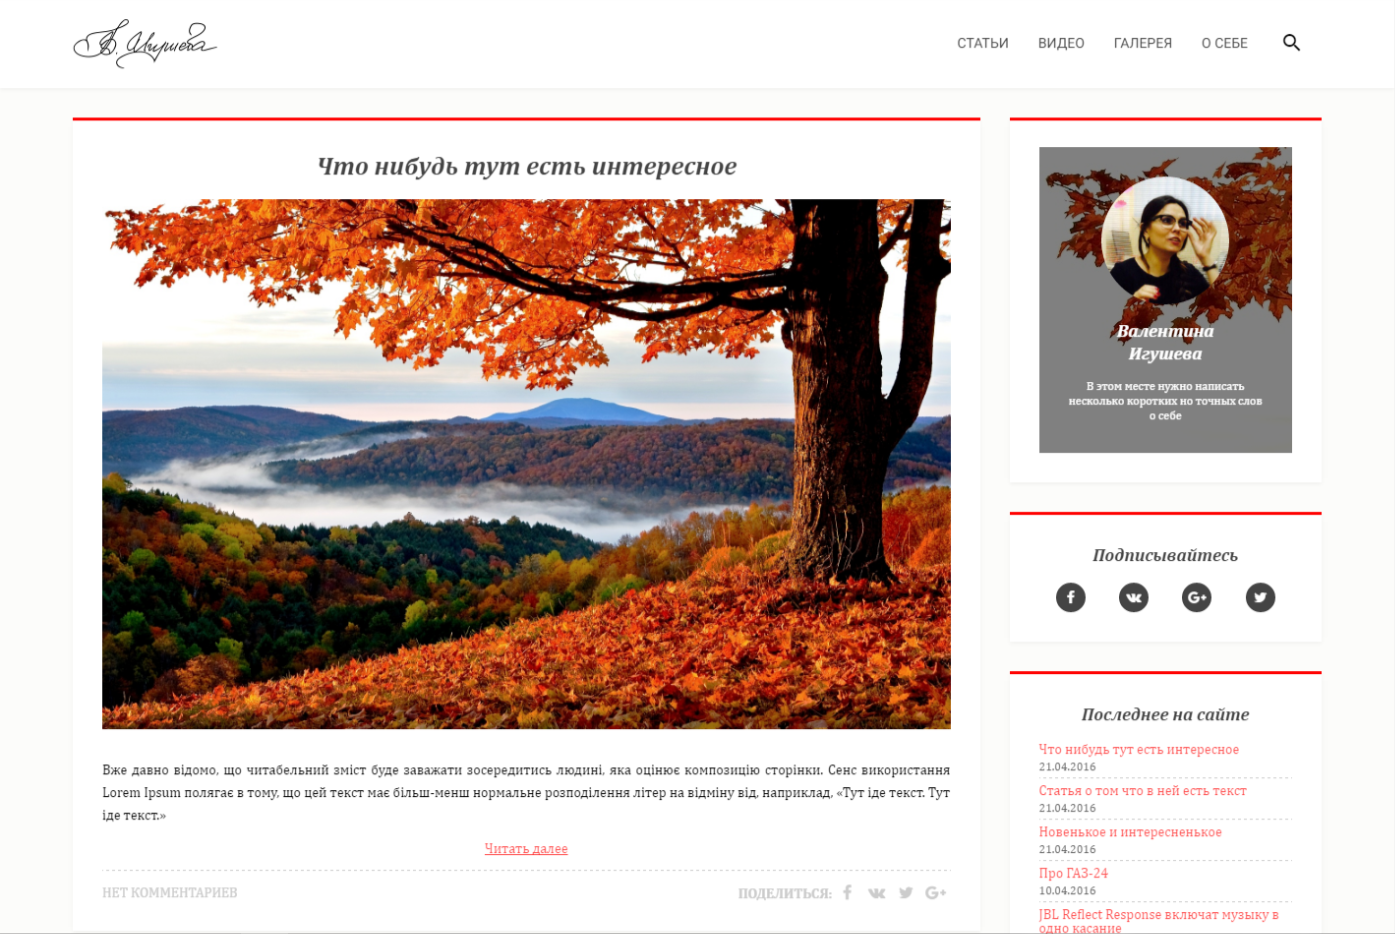 В. Игушева
СТАТЬИ ВИДЕО ГАЛЕРЕЯ О СЕБЕ
Что нибудь тут есть интересное
Вже давно відомо, що читабельний зміст буде заважати зосередитись людині, яка оцінює композицію сторінки. Сенс використання
Lorem Ipsum полягає в тому, що цей текст має більш-менш нормальне розподілення літер на відміну від, наприклад, «Тут іде текст. Тут
іде текст.»
Читать далее
НЕТ КОММЕНТАРИЕВ
ПОДЕЛИТЬСЯ:
Валентина
Игушева
В этом месте нужно написать
несколько коротких но точных слов
о себе
Подписывайтесь
Последнее на сайте
Что нибудь тут есть интересное
21.04.2016
Статья о том что в ней есть текст
21.04.2016
Новенькое и интересненькое
21.04.2016
Про ГАЗ-24
10.04.2016
JBL Reflect Response включат музыку в
одно касание